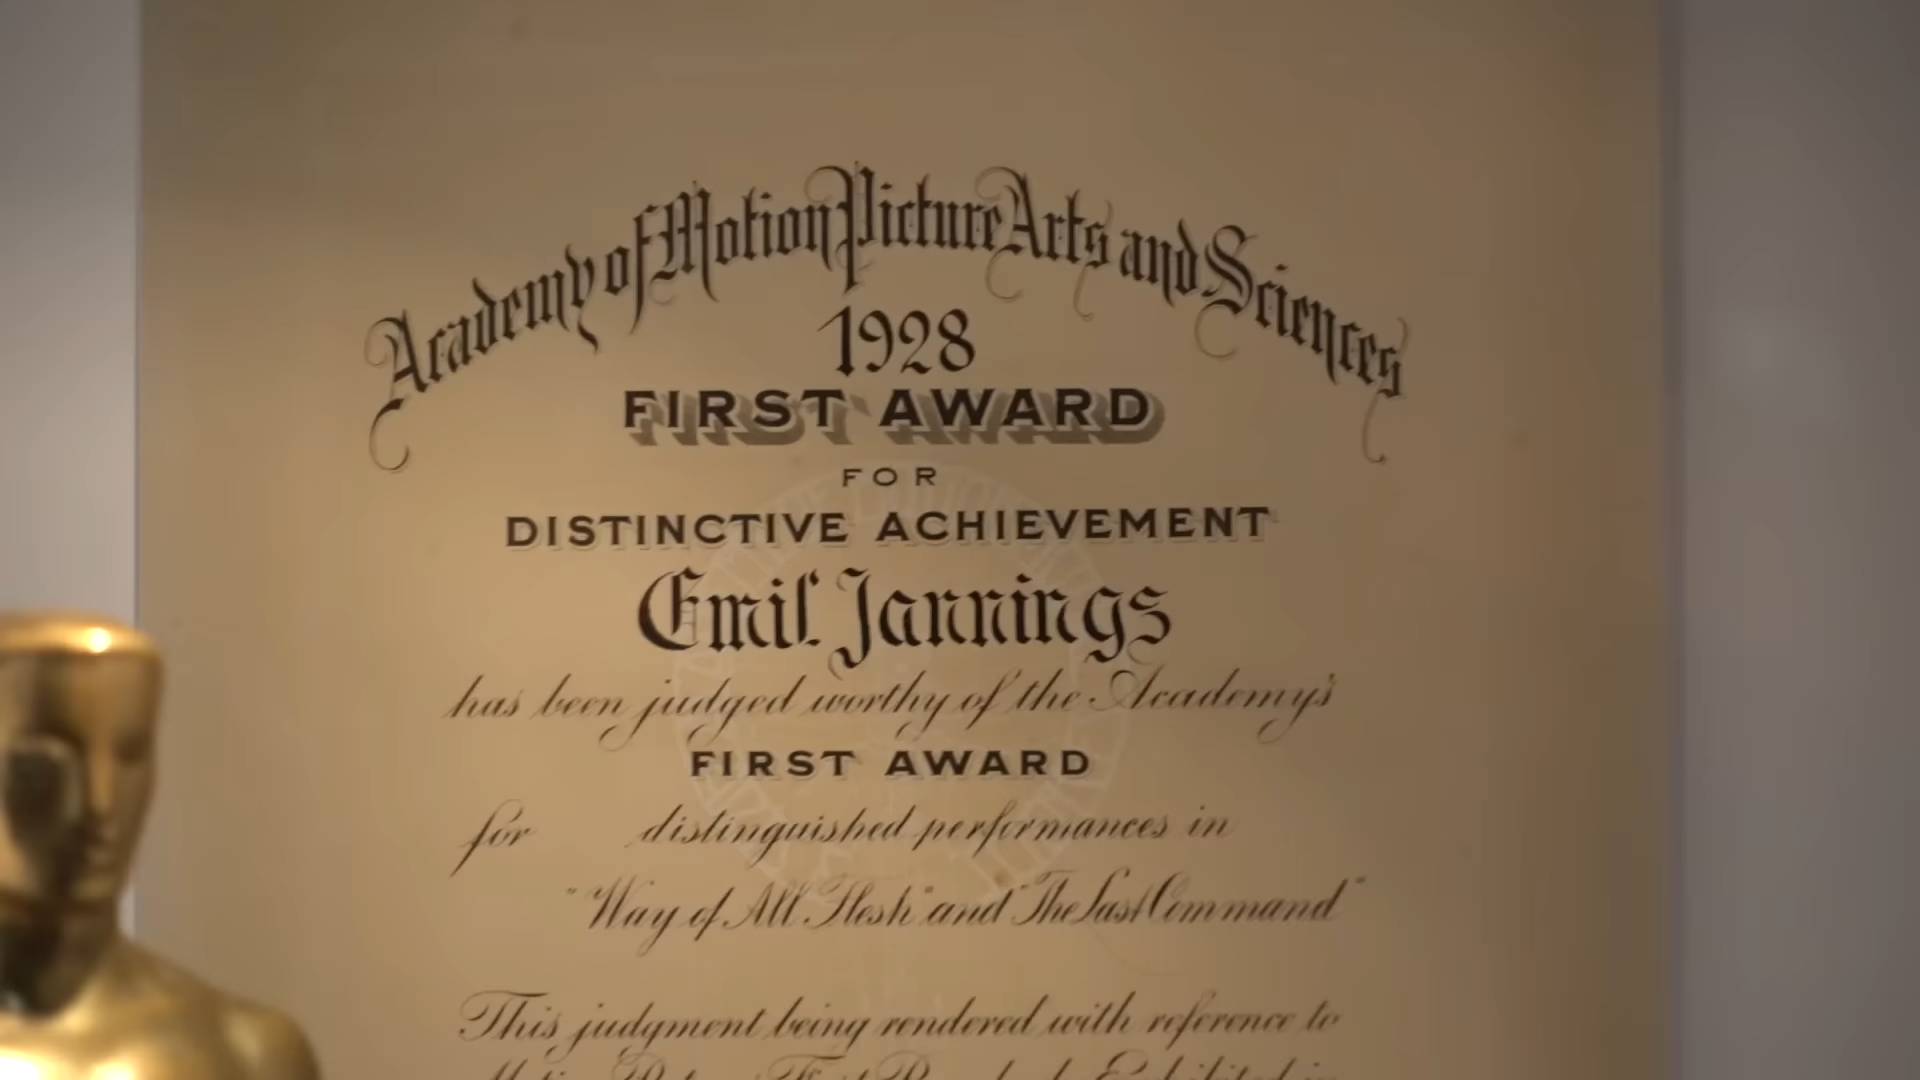 Academy of Motion Picture Arts and Sciences
1928
FIRST AWARD
FOR
DISTINCTIVE ACHIEVEMENT
Emil Jannings
has been judged worthy of the Academy's
FIRST AWARD
for distinguished performances in
"Way of All Flesh" and "The Last Command"
This judgment being rendered with reference to